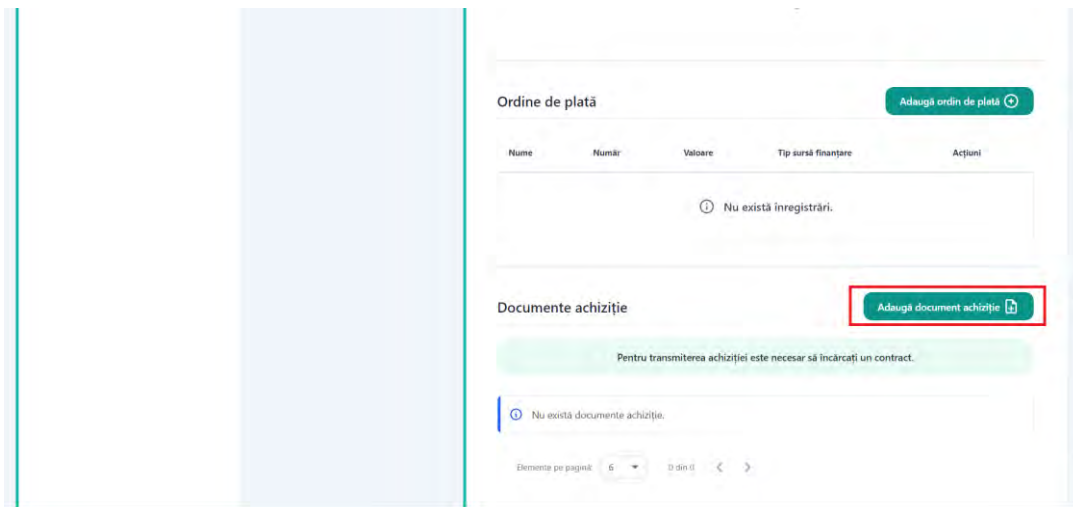 Ordine de plată
Adaugă ordin de plată
Nume Număr Valoare Tip sursă finanțare Acțiuni
Nu există înregistrări.
Documente achiziție
Adaugă document achiziție
Pentru transmiterea achiziției este necesar să încărcați un contract.
Nu există documente achiziție.
Elemente pe pagină: 6 0 din 0